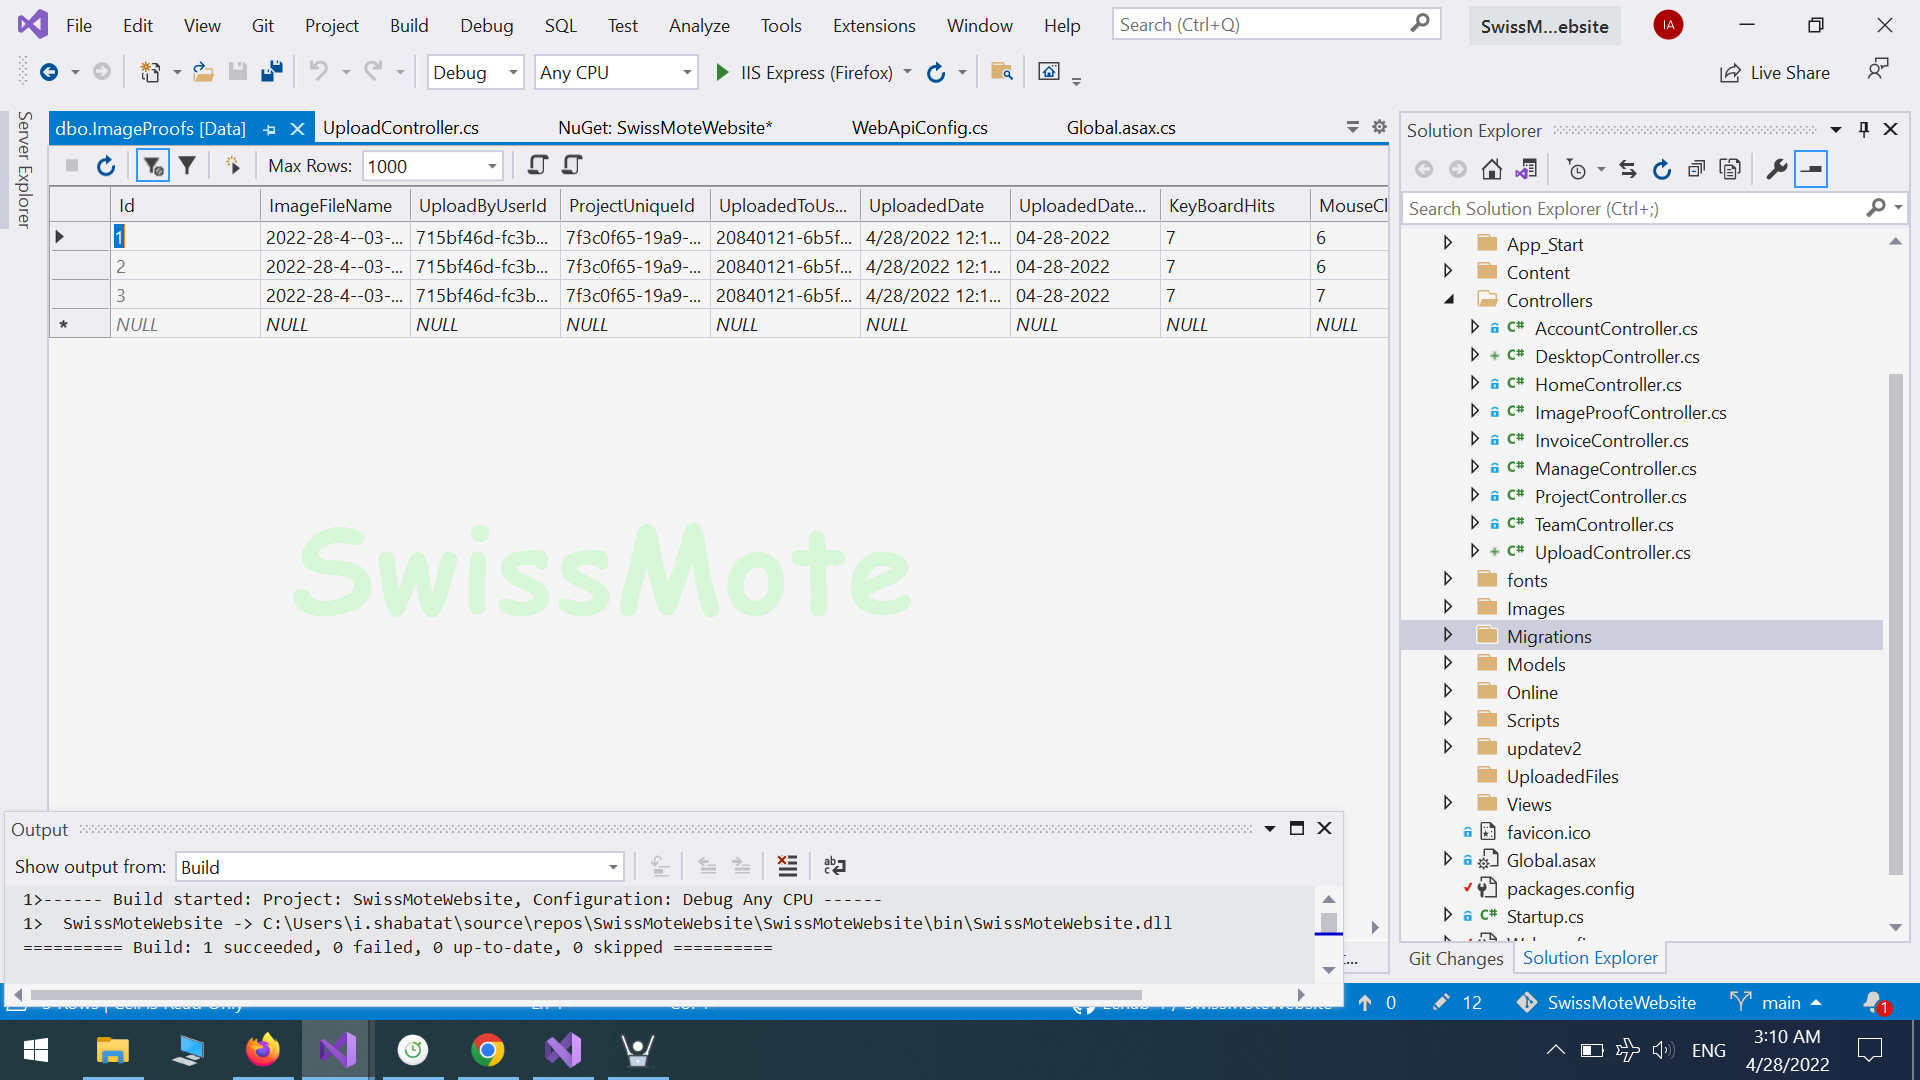 File Edit View Git Project Build Debug SQL Test Analyze Tools Extensions Window Help Search (Ctrl+Q) SwissM...ebsite IA
Debug Any CPU IIS Express (Firefox) Live Share
Server Explorer
dbo.ImageProofs [Data] UploadController.cs NuGet: SwissMoteWebsite* WebApiConfig.cs Global.asax.cs
Max Rows: 1000
Id ImageFileName UploadByUserId ProjectUniqueId UploadedToUs... UploadedDate UploadedDate... KeyBoardHits MouseCl
1 2022-28-4--03-... 715bf46d-fc3b... 7f3c0f65-19a9-... 20840121-6b5f... 4/28/2022 12:1... 04-28-2022 7 6
2 2022-28-4--03-... 715bf46d-fc3b... 7f3c0f65-19a9-... 20840121-6b5f... 4/28/2022 12:1... 04-28-2022 7 6
3 2022-28-4--03-... 715bf46d-fc3b... 7f3c0f65-19a9-... 20840121-6b5f... 4/28/2022 12:1... 04-28-2022 7 7
* NULL NULL NULL NULL NULL NULL NULL NULL NULL
SwissMote
Solution Explorer
Search Solution Explorer (Ctrl+;)
App_Start
Content
Controllers
C# AccountController.cs
C# DesktopController.cs
C# HomeController.cs
C# ImageProofController.cs
C# InvoiceController.cs
C# ManageController.cs
C# ProjectController.cs
C# TeamController.cs
C# UploadController.cs
fonts
Images
Migrations
Models
Online
Scripts
updatev2
UploadedFiles
Views
favicon.ico
Global.asax
packages.config
C# Startup.cs
Git Changes Solution Explorer
Output
Show output from: Build
1>------ Build started: Project: SwissMoteWebsite, Configuration: Debug Any CPU ------
1>  SwissMoteWebsite -> C:\Users\i.shabatat\source\repos\SwissMoteWebsite\SwissMoteWebsite\bin\SwissMoteWebsite.dll
========== Build: 1 succeeded, 0 failed, 0 up-to-date, 0 skipped ==========
0 12 SwissMoteWebsite main 1
ENG 3:10 AM
4/28/2022